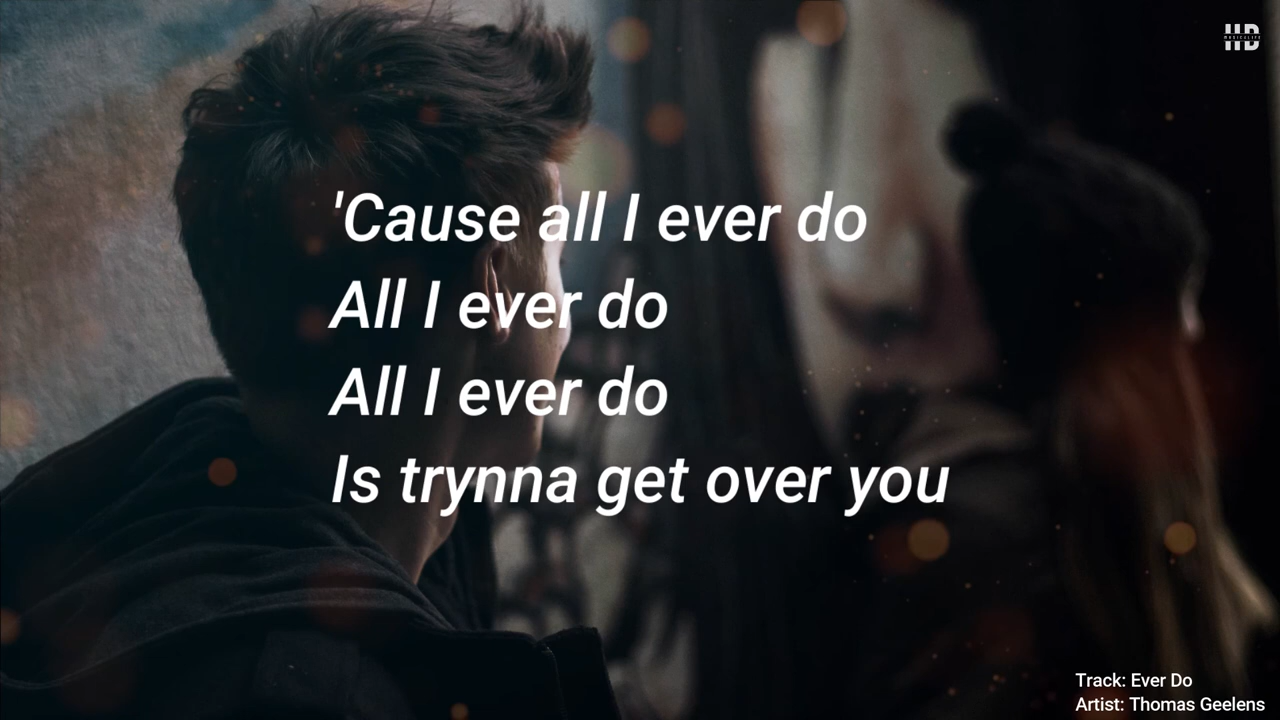 HD
'Cause all I ever do
All I ever do
All I ever do
Is trynna get over you
Track: Ever Do
Artist: Thomas Geelens